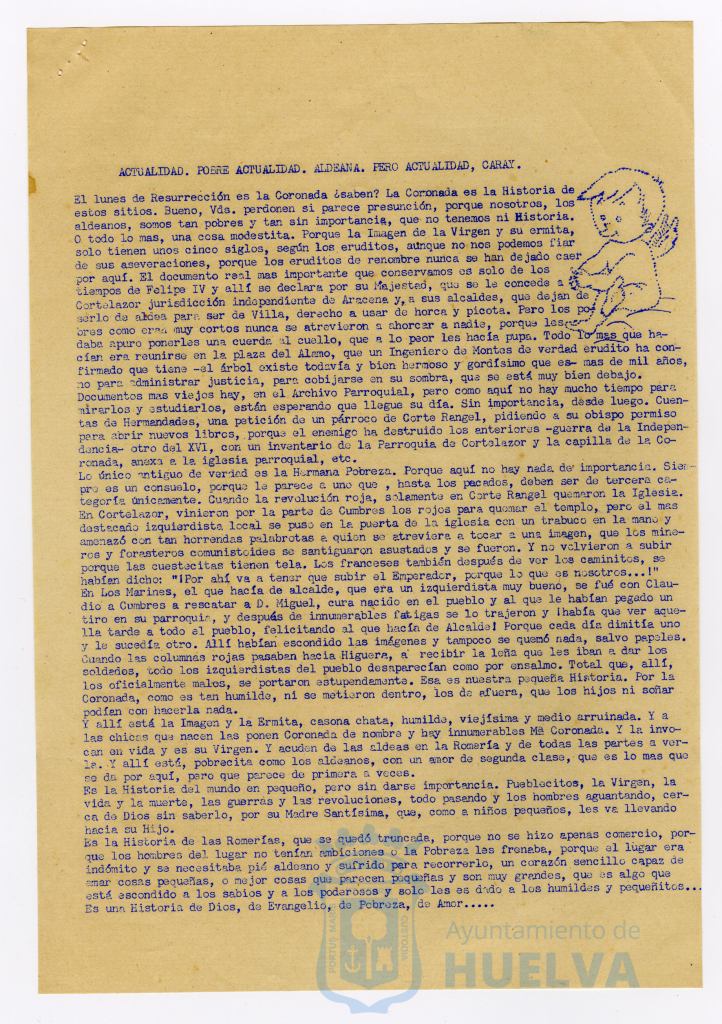 ACTUALIDAD. POBRE ACTUALIDAD. ALDEANA. PERO ACTUALIDAD, CARAY.
El lunes de Resurrección es la Coronada ¿saben? La Coronada es la Historia de
estos sitios. Bueno, Vds. perdonen si parece presunción, porque nosotros, los
aldeanos, somos tan pobres y tan sin importancia, que no tenemos ni Historia.
O todo lo mas, una cosa modestita. Porque la Imagen de la Virgen y su ermita,
solo tienen unos cinco siglos, según los eruditos, aunque no nos podemos fiar
de sus aseveraciones, porque los eruditos de renombre nunca se han dejado caer
por aquí. El documento real mas importante que conservamos es solo de los
tiempos de Felipe IV y allí se declara por su Majestad, que se le concede a
Cortelazor jurisdicción independiente de Aracena y, a sus alcaldes, que dejan de
serlo de aldea para ser de Villa, derecho a usar de horca y picota. Pero los po
bres como eran muy cortos nunca se atrevieron a ahorcar a nadie, porque les
daba apuro ponerles una cuerda al cuello, que a lo peor les hacía pupa. Todo lo mas que ha-
cían era reunirse en la plaza del Alamo, que un Ingeniero de Montes de verdad erudito ha con-
firmado que tiene -el árbol existe todavía y bien hermoso y gordísimo que es- mas de mil años,
no para administrar justicia, para cobijarse en su sombra, que se está muy bien debajo.
Documentos mas viejos hay, en el Archivo Parroquial, pero como aquí no hay mucho tiempo para
mirarlos y estudiarlos, están esperando que llegue su día. Sin importancia, desde luego. Cuen-
tas de Hermandades, una petición de un párroco de Corte Rangel, pidiendo a su obispo permiso
para abrir nuevos libros, porque el enemigo ha destruido los anteriores -guerra de la Indepen-
dencia- otro del XVI, con un inventario de la Parroquia de Cortelazor y la capilla de la Co-
ronada, anexa a la iglesia parroquial, etc.
Lo único antiguo de verdad es la Hermana Pobreza. Porque aquí no hay nada de importancia. Siem-
pre es un consuelo, porque le parece a uno que , hasta los pecados, deben ser de tercera ca-
tegoría únicamente. Cuando la revolución roja, solamente en Corte Rangel quemaron la Iglesia.
En Cortelazor, vinieron por la parte de Cumbres los rojos para quemar el templo, pero el mas
destacado izquierdista local se puso en la puerta de la iglesia con un trabuco en la mano y
amenazó con tan horrendas palabrotas a quien se atreviera a tocar a una imagen, que los mine-
ros y forasteros comunistoides se santiguaron asustados y se fueron. Y no volvieron a subir
porque las cuestecitas tienen tela. Los franceses también después de ver los caminitos, se
habían dicho: "!Por ahí va a tener que subir el Emperador, porque lo que es nosotros...!"
En Los Marines, el que hacía de alcalde, que era un izquierdista muy bueno, se fué con Clau-
dio a Cumbres a rescatar a D. Miguel, cura nacido en el pueblo y al que le habían pegado un
tiro en su parroquia, y después de innumerables fatigas se lo trajeron y !había que ver aque-
lla tarde a todo el pueblo, felicitando al que hacía de Alcalde! Porque cada día dimitía uno
y le sucedía otro. Allí habían escondido las imágenes y tampoco se quemó nada, salvo papeles.
Cuando las columnas rojas pasaban hacia Higuera, a recibir la leña que les iban a dar los
soldados, todo los izquierdistas del pueblo desaparecían como por ensalmo. Total que, allí,
los oficialmente malos, se portaron estupendamente. Esa es nuestra pequeña Historia. Por la
Coronada, como es tan humilde, ni se metieron dentro, los de afuera, que los hijos ni soñar
podían con hacerla nada.
Y allí está la Imagen y la Ermita, casona chata, humilde, viejísima y medio arruinada. Y a
las chicas que nacen las ponen Coronada de nombre y hay innumerables Mª Coronada. Y la invo-
can en vida y es su Virgen. Y acuden de las aldeas en la Romería y de todas las partes a ver-
la. Y allí está, pobrecita como los aldeanos, con un amor de segunda clase, que es lo mas que
se da por aquí, pero que parece de primera a veces.
Es la Historia del mundo en pequeño, pero sin darse importancia. Pueblecitos, la Virgen, la
vida y la muerte, las guerras y las revoluciones, todo pasando y los hombres aguantando, cer-
ca de Dios sin saberlo, por su Madre Santísima, que, como a niños pequeños, les va llevando
hacia su Hijo.
Es la Historia de las Romerías, que se quedó truncada, porque no se hizo apenas comercio, por-
que los hombres del lugar no tenían ambiciones o la Pobreza les frenaba, porque el lugar era
indómito y se necesitaba pié aldeano y sufrido para recorrerlo, un corazón sencillo capaz de
amar cosas pequeñas, o mejor cosas que parecen pequeñas y son muy grandes, que es algo que
está escondido a los sabios y a los poderosos y solo les es dado a los humildes y pequeñitos...
Es una Historia de Dios, de Evangelio, de Pobreza, de Amor.....
Ayuntamiento de
HUELVA